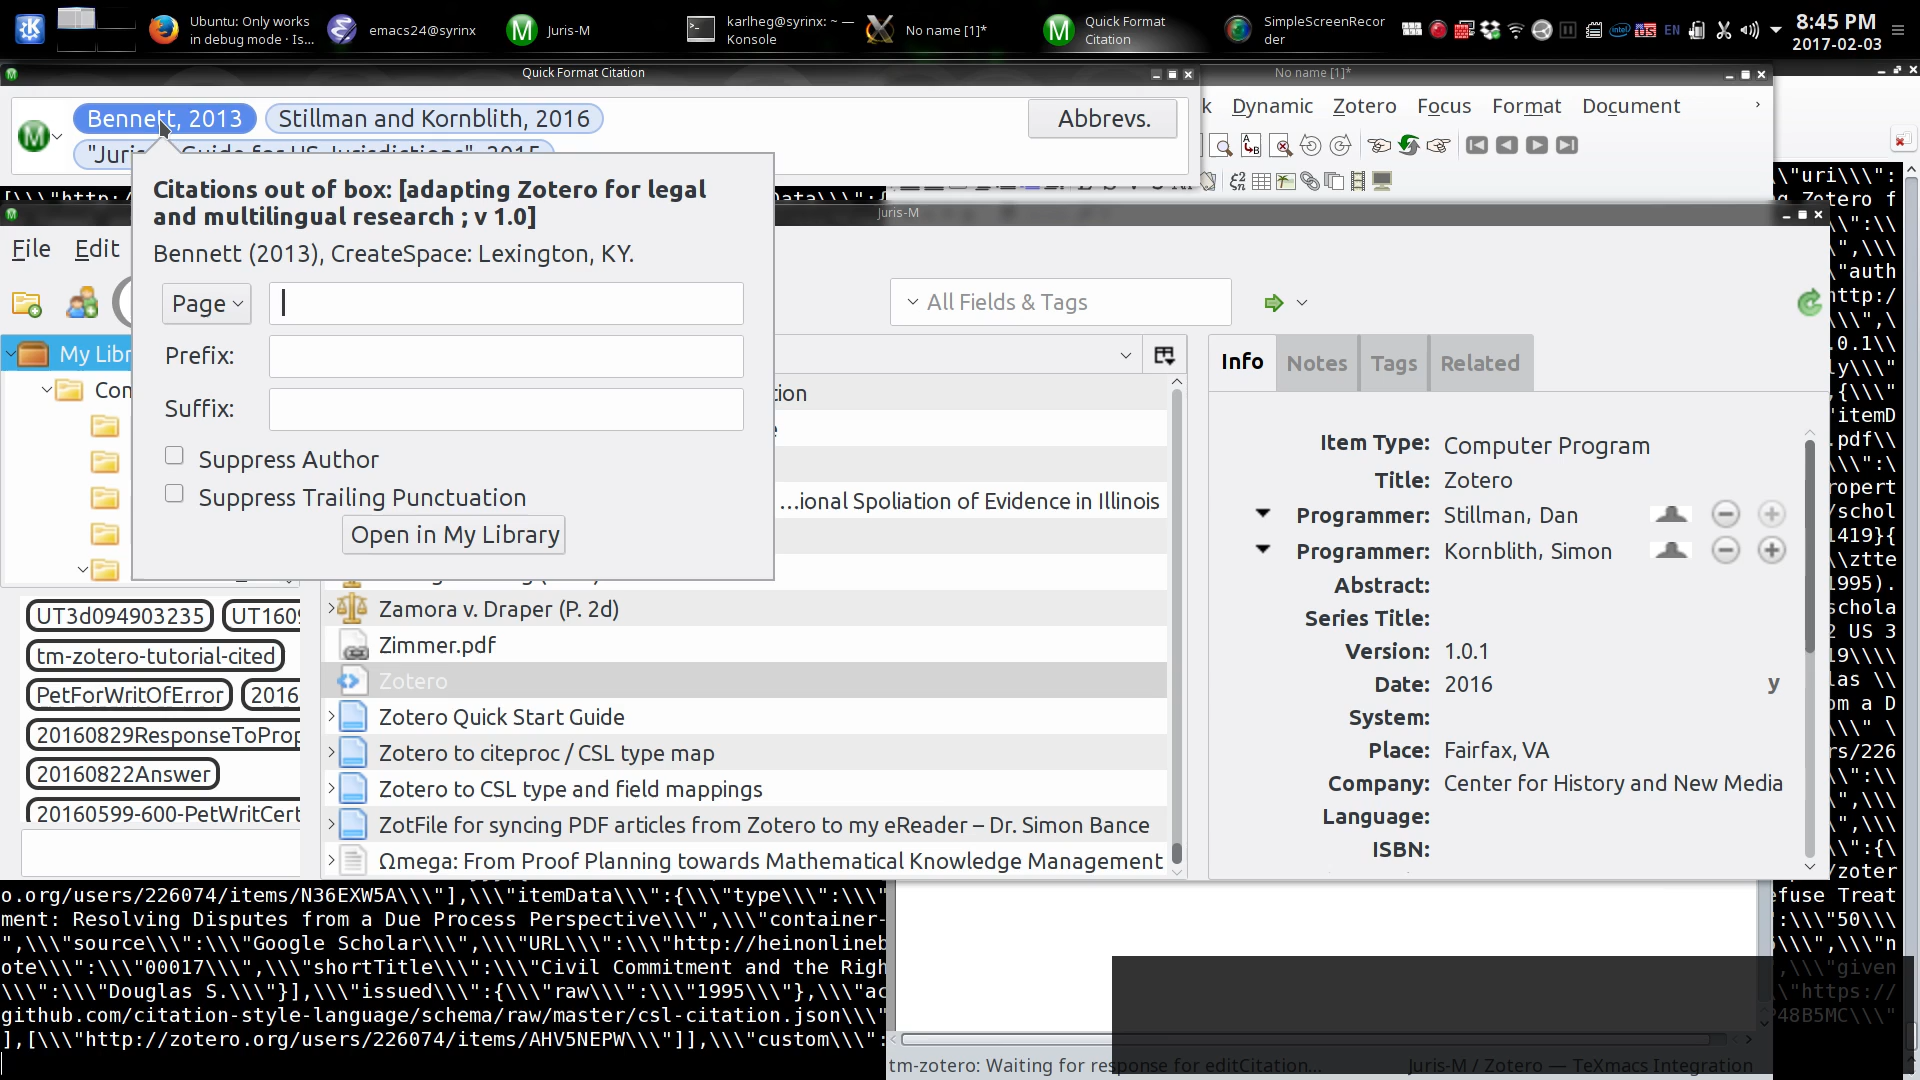 Ubuntu: Only works
in debug mode · Is...
emacs24@syrinx
Juris-M
karlheg@syrinx: ~ —
Konsole
No name [1]*
Quick Format
Citation
SimpleScreenRecor
der
EN
8:45 PM
2017-02-03
Quick Format Citation
No name [1]*
Bennett, 2013
Stillman and Kornblith, 2016
Abbrevs.
Dynamic
Zotero
Focus
Format
Document
Juris-M
Citations out of box: [adapting Zotero for legal
and multilingual research ; v 1.0]
Bennett (2013), CreateSpace: Lexington, KY.
Page
Prefix:
Suffix:
Suppress Author
Suppress Trailing Punctuation
Open in My Library
File
Edit
All Fields & Tags
My Libr
Con
...ional Spoliation of Evidence in Illinois
Zamora v. Draper (P. 2d)
Zimmer.pdf
Zotero
Zotero Quick Start Guide
Zotero to citeproc / CSL type map
Zotero to CSL type and field mappings
ZotFile for syncing PDF articles from Zotero to my eReader – Dr. Simon Bance
Ωmega: From Proof Planning towards Mathematical Knowledge Management
UT3d094903235
UT1609
tm-zotero-tutorial-cited
PetForWritOfError
2016
20160829ResponseToProp
20160822Answer
20160599-600-PetWritCert
Info
Notes
Tags
Related
Item Type: Computer Program
Title: Zotero
Programmer: Stillman, Dan
Programmer: Kornblith, Simon
Abstract:
Series Title:
Version: 1.0.1
Date: 2016 y
System:
Place: Fairfax, VA
Company: Center for History and New Media
Language:
ISBN:
o.org/users/226074/items/N36EXW5A\\\"],\\\"itemData\\\":{\\\"type\\\":\\\"
ment: Resolving Disputes from a Due Process Perspective\\\",\\\"container-
",\\\"source\\\":\\\"Google Scholar\\\",\\\"URL\\\":\\\"http://heinonlineb
ote\\\":\\\"00017\\\",\\\"shortTitle\\\":\\\"Civil Commitment and the Righ
\\\":\\\"Douglas S.\\\"}],\\\"issued\\\":{\\\"raw\\\":\\\"1995\\\"},\\\"ac
github.com/citation-style-language/schema/raw/master/csl-citation.json\\\"
],[\\\"http://zotero.org/users/226074/items/AHV5NEPW\\\"]],\\\"custom\\\":
tm-zotero: Waiting for response for editCitation...
Juris-M / Zotero — TeXmacs Integration